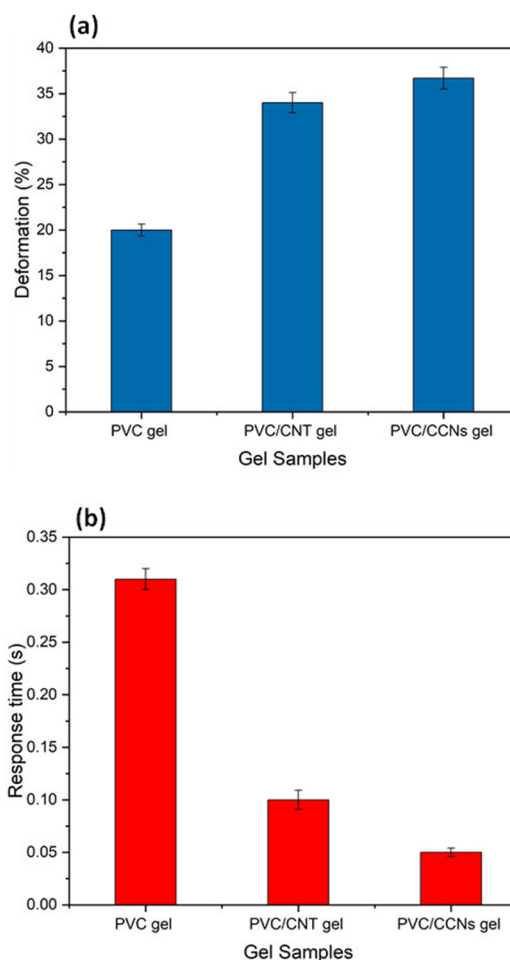 (a)
Deformation (%)
40
35
30
25
20
15
10
5
0
PVC gel PVC/CNT gel PVC/CCNs gel
Gel Samples
(b)
Response time (s)
0.35
0.30
0.25
0.20
0.15
0.10
0.05
0.00
PVC gel PVC/CNT gel PVC/CCNs gel
Gel Samples